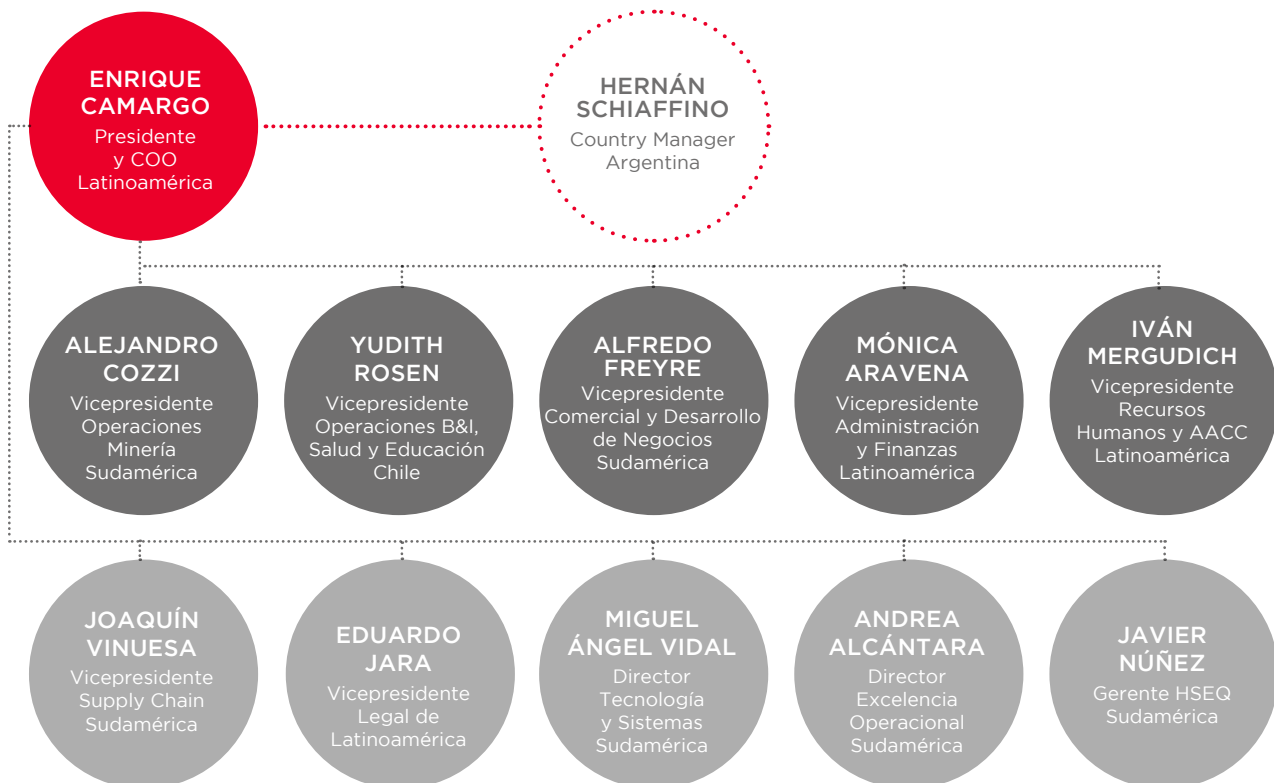 ENRIQUE
CAMARGO
Presidente
y COO
Latinoamérica
HERNÁN
SCHIAFFINO
Country Manager
Argentina
ALEJANDRO
COZZI
Vicepresidente
Operaciones
Minería
Sudamérica
YUDITH
ROSEN
Vicepresidente
Operaciones B&I,
Salud y Educación
Chile
ALFREDO
FREYRE
Vicepresidente
Comercial y Desarrollo
de Negocios
Sudamérica
MÓNICA
ARAVENA
Vicepresidente
Administración
y Finanzas
Latinoamérica
IVÁN
MERGUDICH
Vicepresidente
Recursos
Humanos y AACC
Latinoamérica
JOAQUÍN
VINUESA
Vicepresidente
Supply Chain
Sudamérica
EDUARDO
JARA
Vicepresidente
Legal de
Latinoamérica
MIGUEL
ÁNGEL VIDAL
Director
Tecnología
y Sistemas
Sudamérica
ANDREA
ALCÁNTARA
Director
Excelencia
Operacional
Sudamérica
JAVIER
NÚÑEZ
Gerente HSEQ
Sudamérica